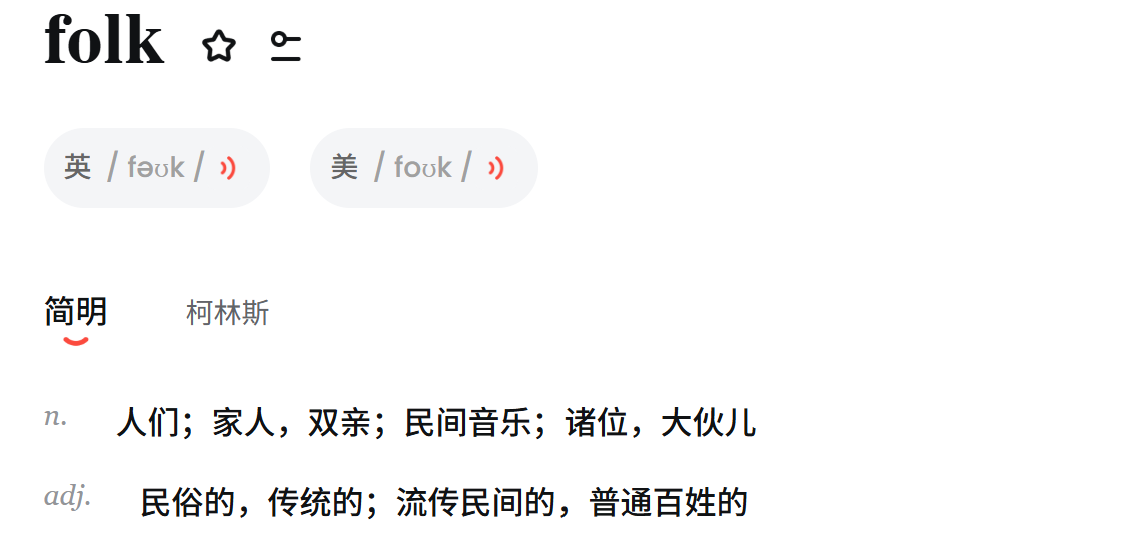 folk
英 / fəʊk / 美 / foʊk /
简明 柯林斯
n. 人们；家人，双亲；民间音乐；诸位，大伙儿
adj. 民俗的，传统的；流传民间的，普通百姓的